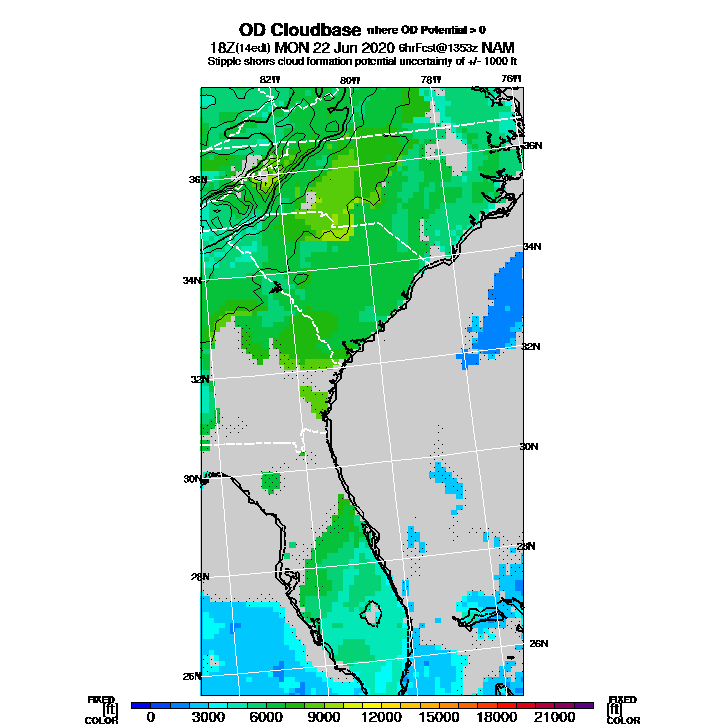 OD Cloudbase where OD Potential > 0
18Z(14edt) MON 22 Jun 2020 6hrFcst@1353z NAM
Stipple shows cloud formation potential uncertainty of +/- 1000 ft
82W 80W 78W 76W
36N 36N
34N 34N
32N 32N
30N 30N
28N 28N
26N 26N
FIXED FIXED
[ft] 0 3000 6000 9000 12000 15000 18000 21000 [ft]
COLOR COLOR